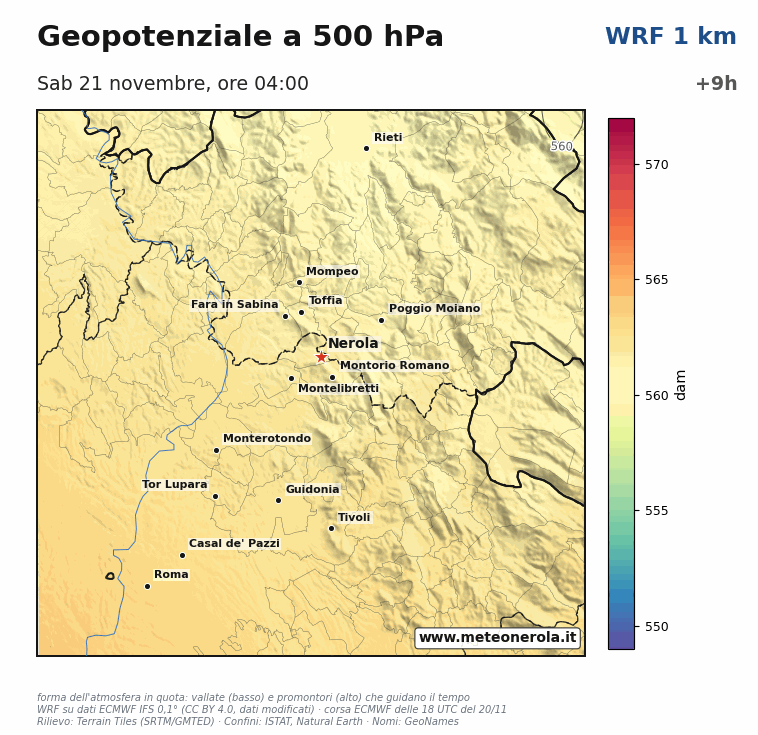 Geopotenziale a 500 hPa
WRF 1 km
Sab 21 novembre, ore 04:00
+9h
Rieti
560
570
Mompeo
565
Toffia
Fara in Sabina
Poggio Moiano
Nerola
Montorio Romano
Montelibretti
560
dam
Monterotondo
Tor Lupara
Guidonia
555
Tivoli
Casal de' Pazzi
Roma
550
www.meteonerola.it
forma dell'atmosfera in quota: vallate (basso) e promontori (alto) che guidano il tempo
WRF su dati ECMWF IFS 0,1° (CC BY 4.0, dati modificati) · corsa ECMWF delle 18 UTC del 20/11
Rilievo: Terrain Tiles (SRTM/GMTED) · Confini: ISTAT, Natural Earth · Nomi: GeoNames